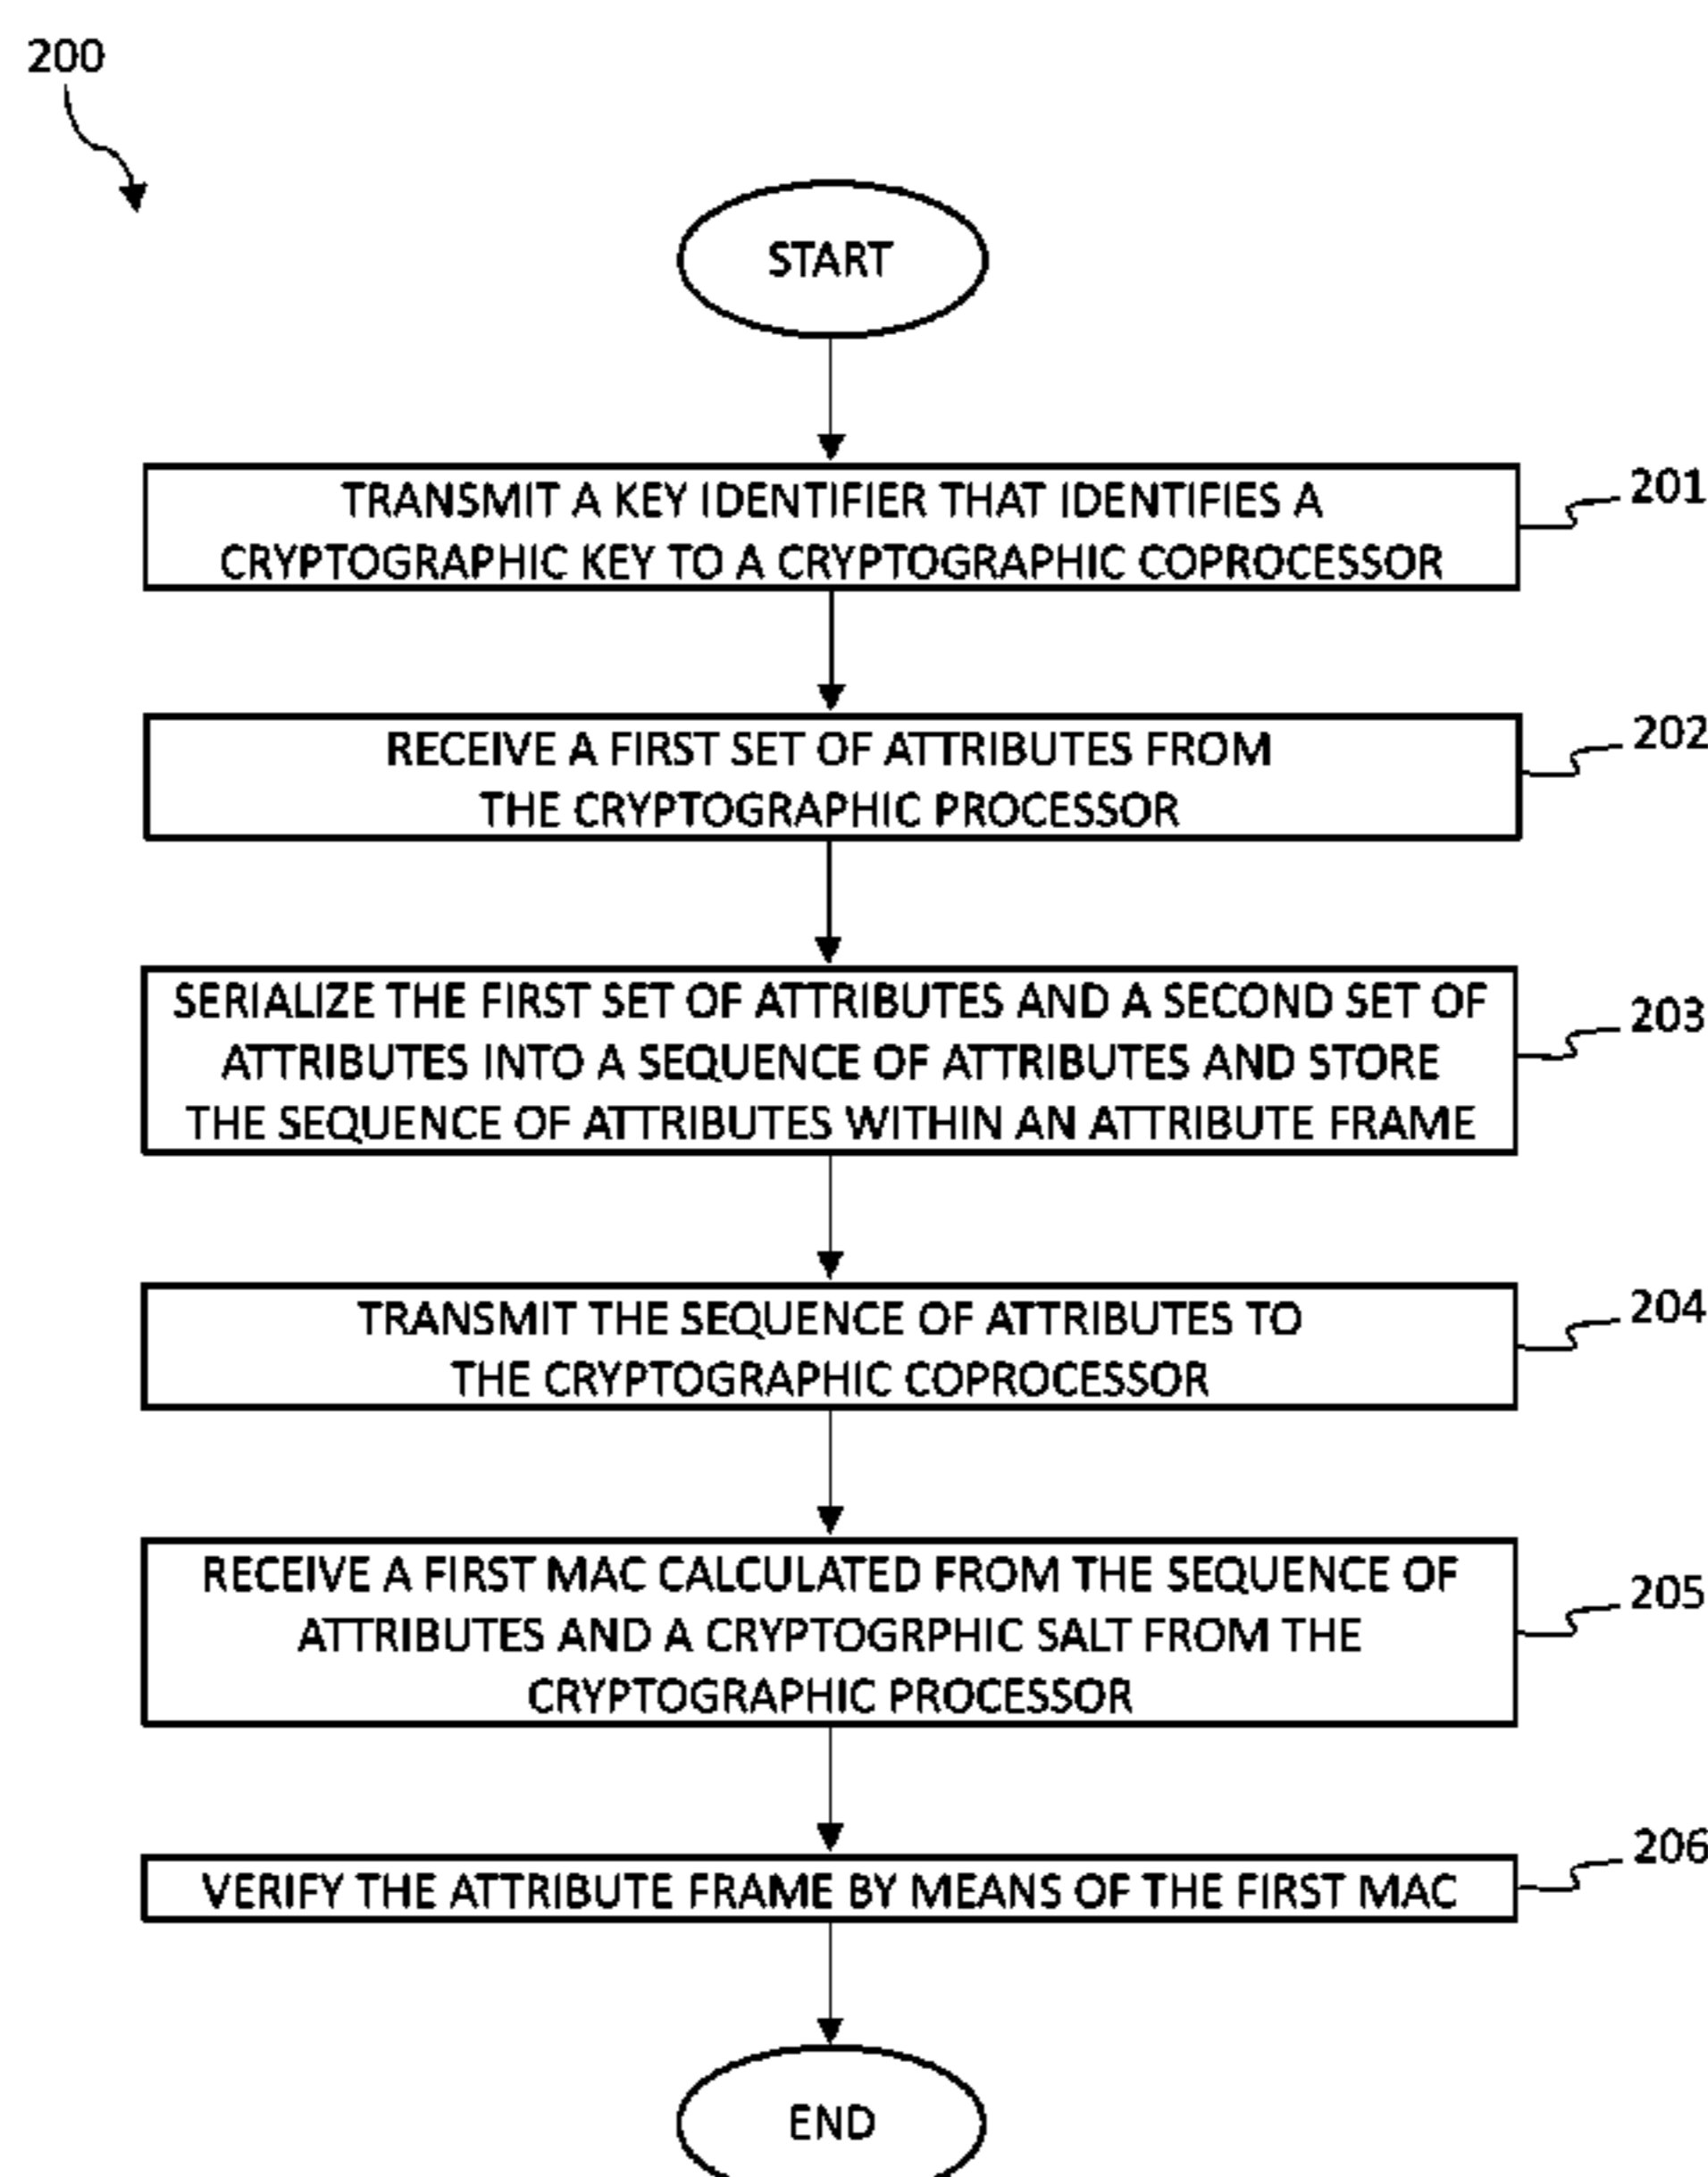 200
START
TRANSMIT A KEY IDENTIFIER THAT IDENTIFIES A
CRYPTOGRAPHIC KEY TO A CRYPTOGRAPHIC COPROCESSOR
201
RECEIVE A FIRST SET OF ATTRIBUTES FROM
THE CRYPTOGRAPHIC PROCESSOR
202
SERIALIZE THE FIRST SET OF ATTRIBUTES AND A SECOND SET OF
ATTRIBUTES INTO A SEQUENCE OF ATTRIBUTES AND STORE
THE SEQUENCE OF ATTRIBUTES WITHIN AN ATTRIBUTE FRAME
203
TRANSMIT THE SEQUENCE OF ATTRIBUTES TO
THE CRYPTOGRAPHIC COPROCESSOR
204
RECEIVE A FIRST MAC CALCULATED FROM THE SEQUENCE OF
ATTRIBUTES AND A CRYPTOGRPHIC SALT FROM THE
CRYPTOGRAPHIC PROCESSOR
205
VERIFY THE ATTRIBUTE FRAME BY MEANS OF THE FIRST MAC
206
END